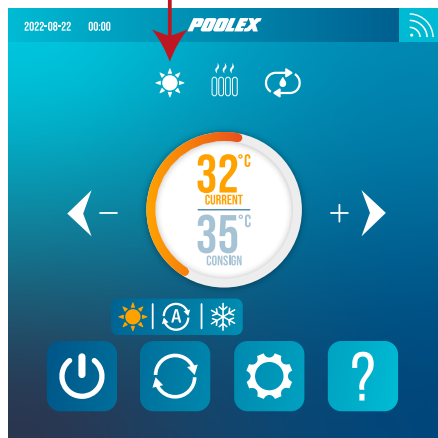 2022-08-22 00:00 POOLEX
32°C
CURRENT
35°C
CONSIGN
A
?